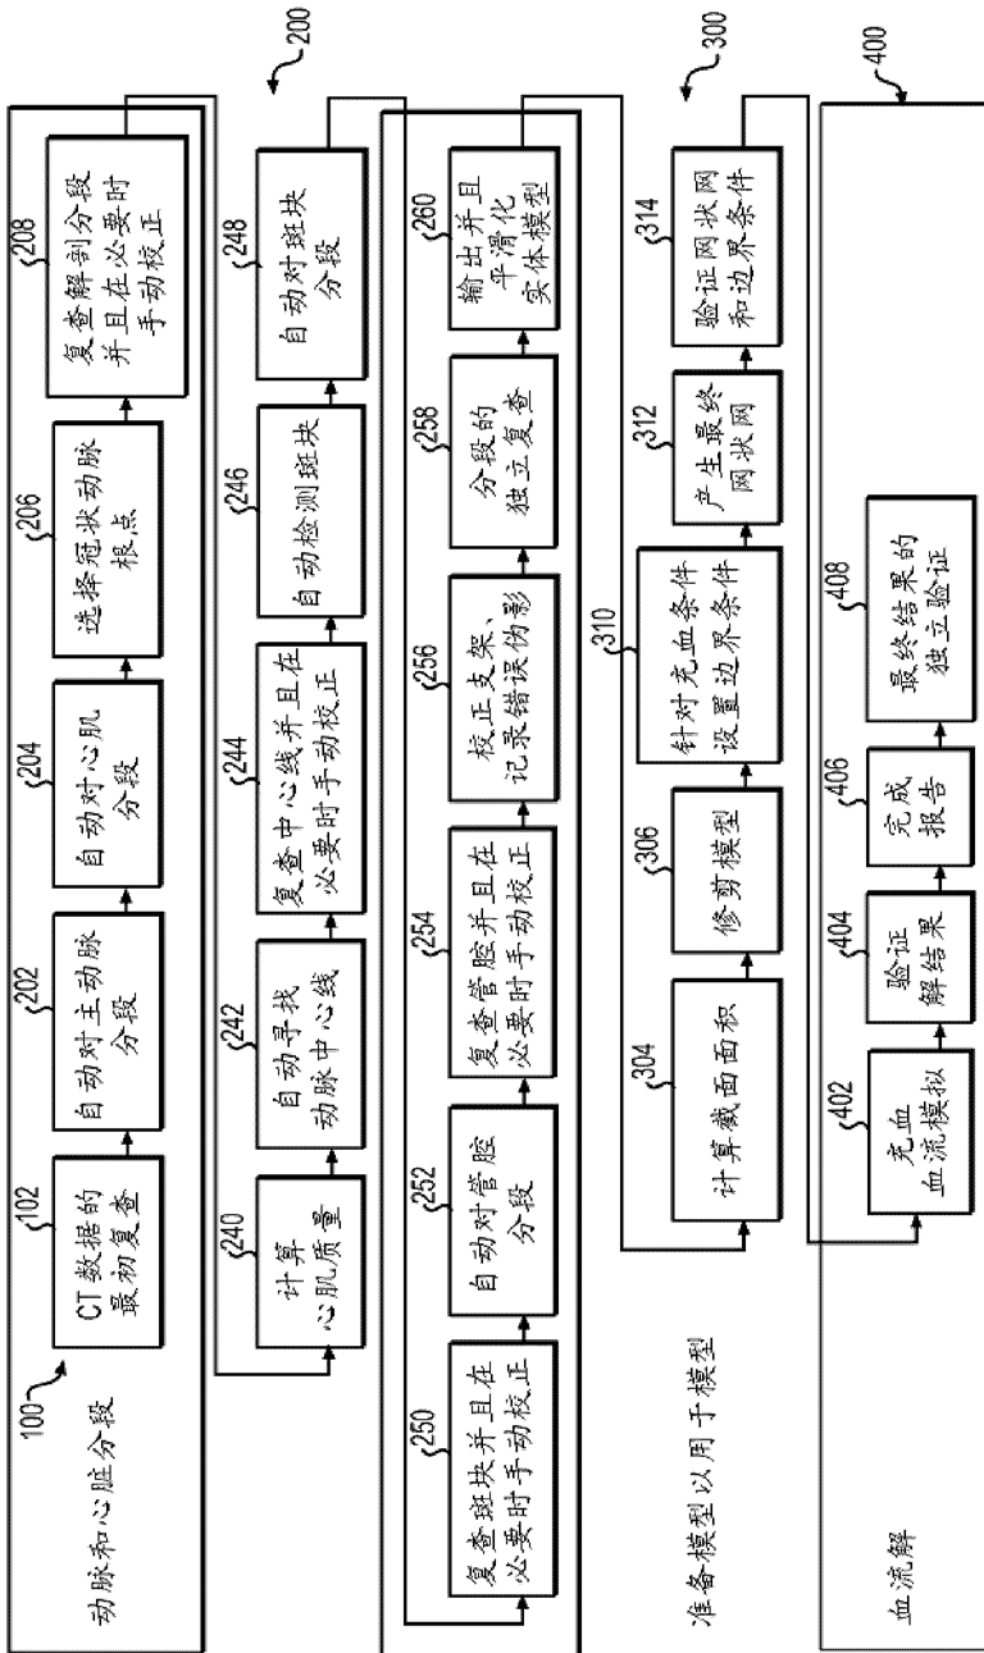 动脉和心脏分段
100
102
CT数据的
最初复查
202
自动对主动脉
分段
204
自动对心肌
分段
206
选择冠状动脉
根点
208
复查解剖分段
并且在必要时
手动校正
200
240
计算
心肌质量
242
自动寻找
动脉中心线
244
复查中心线并且在
必要时手动校正
246
自动检测斑块
248
自动对斑块
分段
250
复查斑块并且在
必要时手动校正
252
自动对管腔
分段
254
复查管腔并且在
必要时手动校正
256
校正支架、
记录错误伪影
258
分段的
独立复查
260
输出并且
平滑化
实体模型
准备模型以用于模型
300
304
计算截面面积
306
修剪模型
310
针对充血条件
设置边界条件
312
产生最终
网状网
314
验证网状网
和边界条件
血流解
400
402
充血
血流模拟
404
验证
解结果
406
完成
报告
408
最终结果的
独立验证